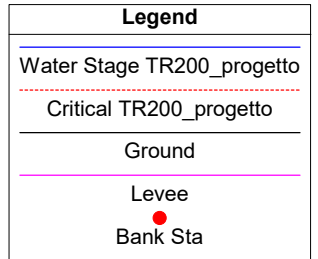 Legend
Water Stage TR200_progetto
Critical TR200_progetto
Ground
Levee
Bank Sta